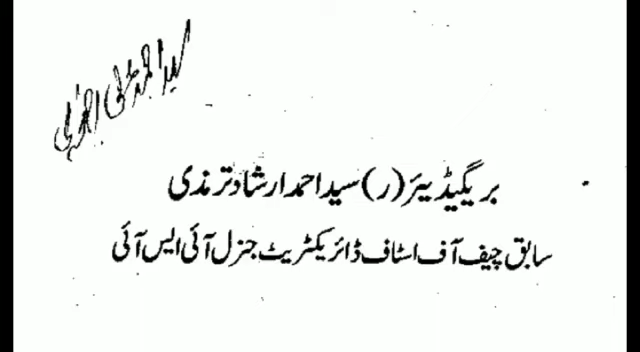 بریگیڈیئر (ر) سید احمد ارشاد ترمذی
سابق چیف آف اسٹاف ڈائریکٹریٹ جنرل آئی ایس آئی